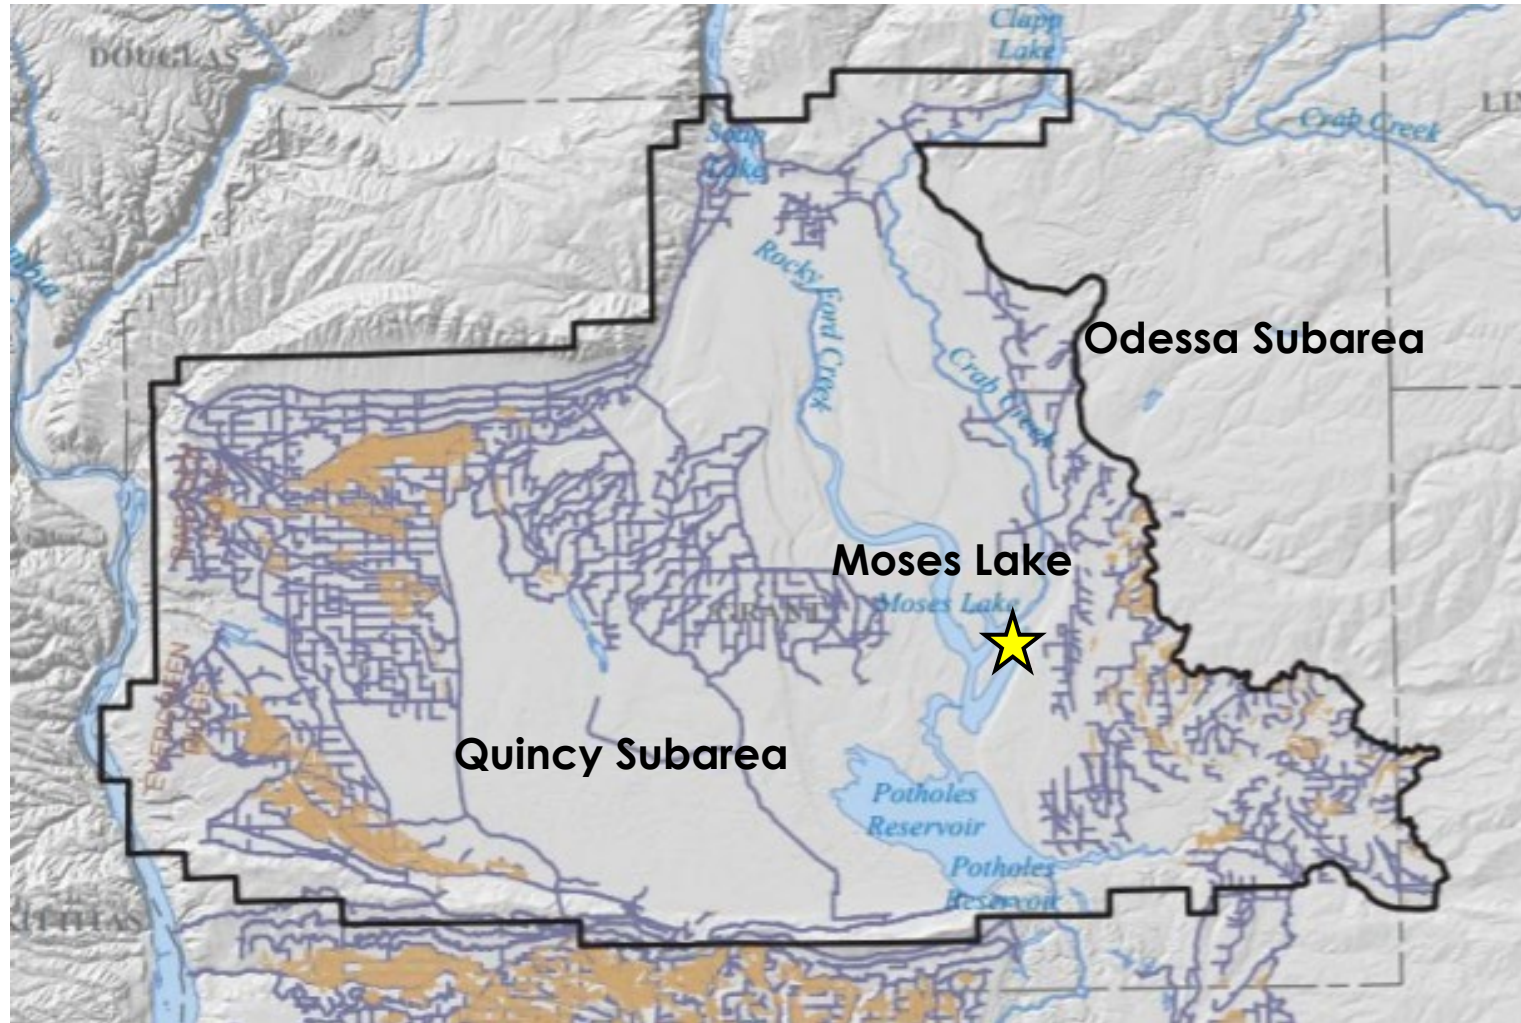 DOUGLAS
Clapp
Lake
Crab Creek
Soap
Lake
Rocky Ford Creek
Odessa Subarea
Crab Creek
Moses Lake
Moses Lake
GRANT
Quincy Subarea
Potholes
Reservoir
Potholes
Reservoir